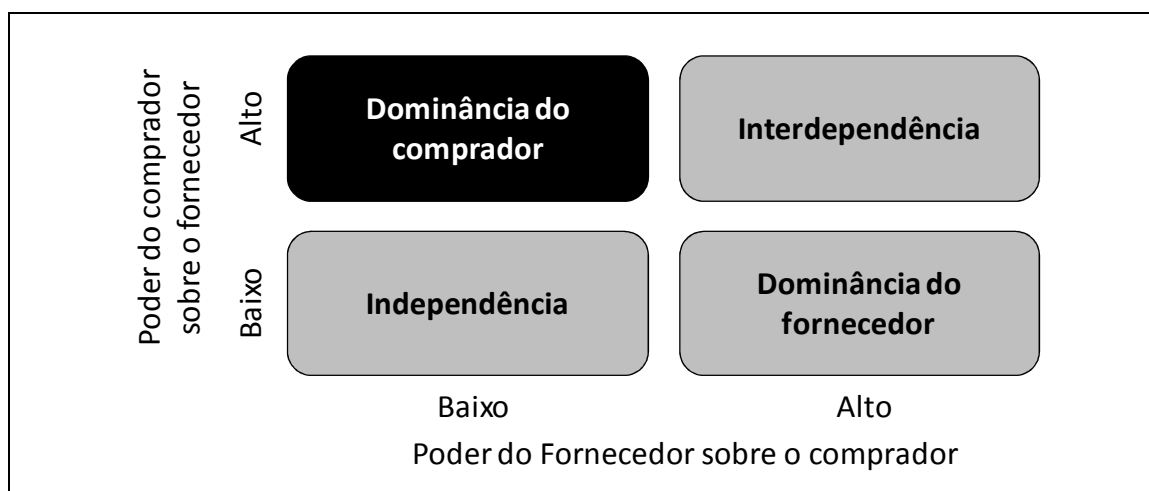 Poder do comprador
sobre o fornecedor
Alto
Baixo
Dominância do
comprador
Interdependência
Independência
Dominância do
fornecedor
Baixo
Alto
Poder do Fornecedor sobre o comprador